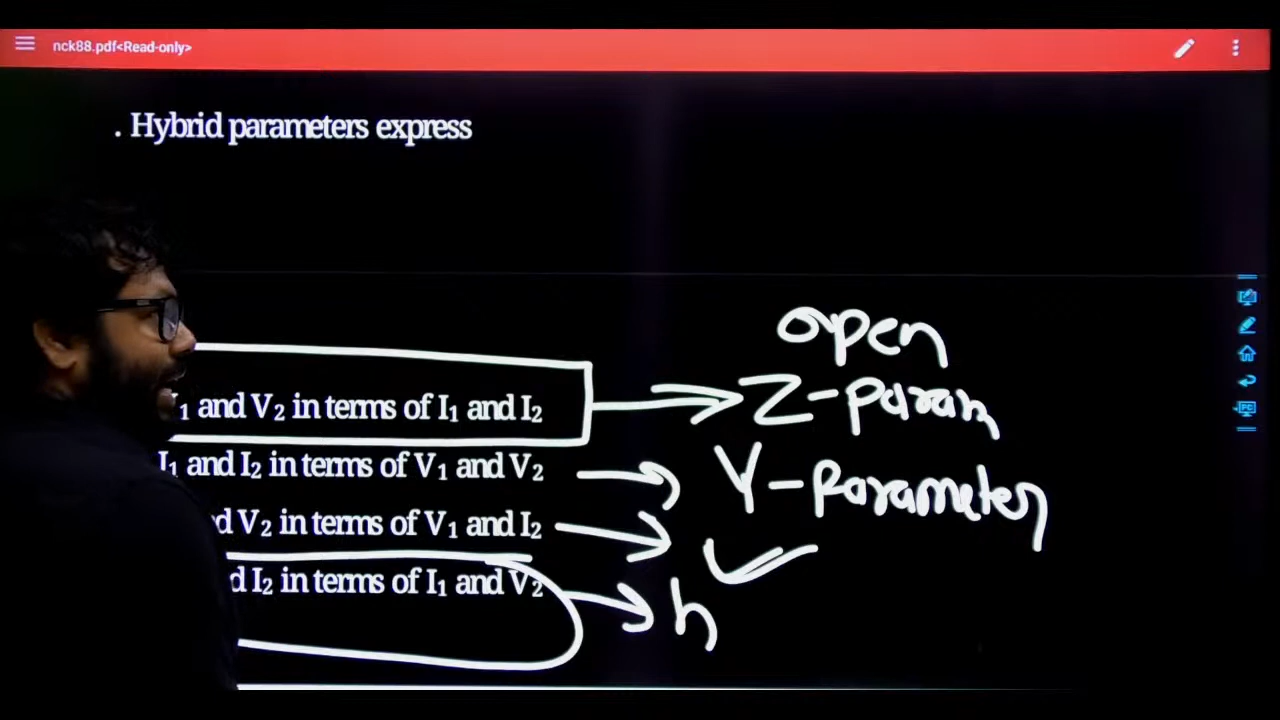 nck88.pdf<Read-only>
. Hybrid parameters express
open
and V₂ in terms of I₁ and I₂
Z-param
I₁ and I₂ in terms of V₁ and V₂
Y-parameter
V₂ in terms of V₁ and I₂
I₂ in terms of I₁ and V₂
h
PC